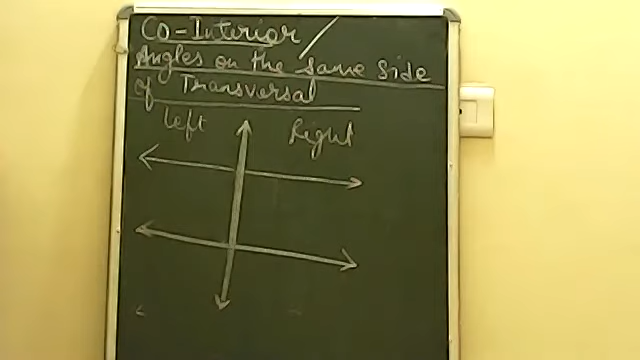 Co-Interior /
Angles on the same side
of Transversal
Left Right